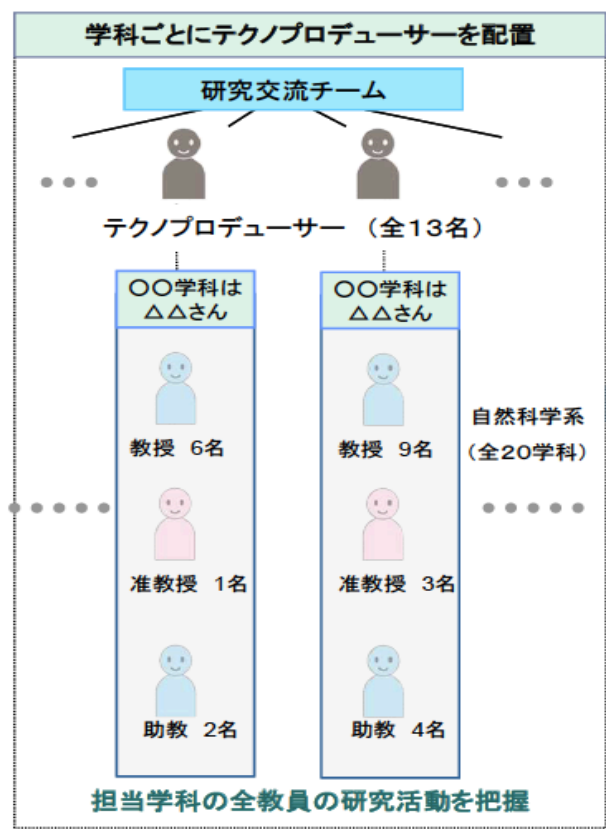 学科ごとにテクノプロデューサーを配置
研究交流チーム
テクノプロデューサー （全13名）
〇〇学科は
△△さん
教授 6名
准教授 1名
助教 2名
〇〇学科は
△△さん
教授 9名
准教授 3名
助教 4名
自然科学系
（全20学科）
担当学科の全教員の研究活動を把握